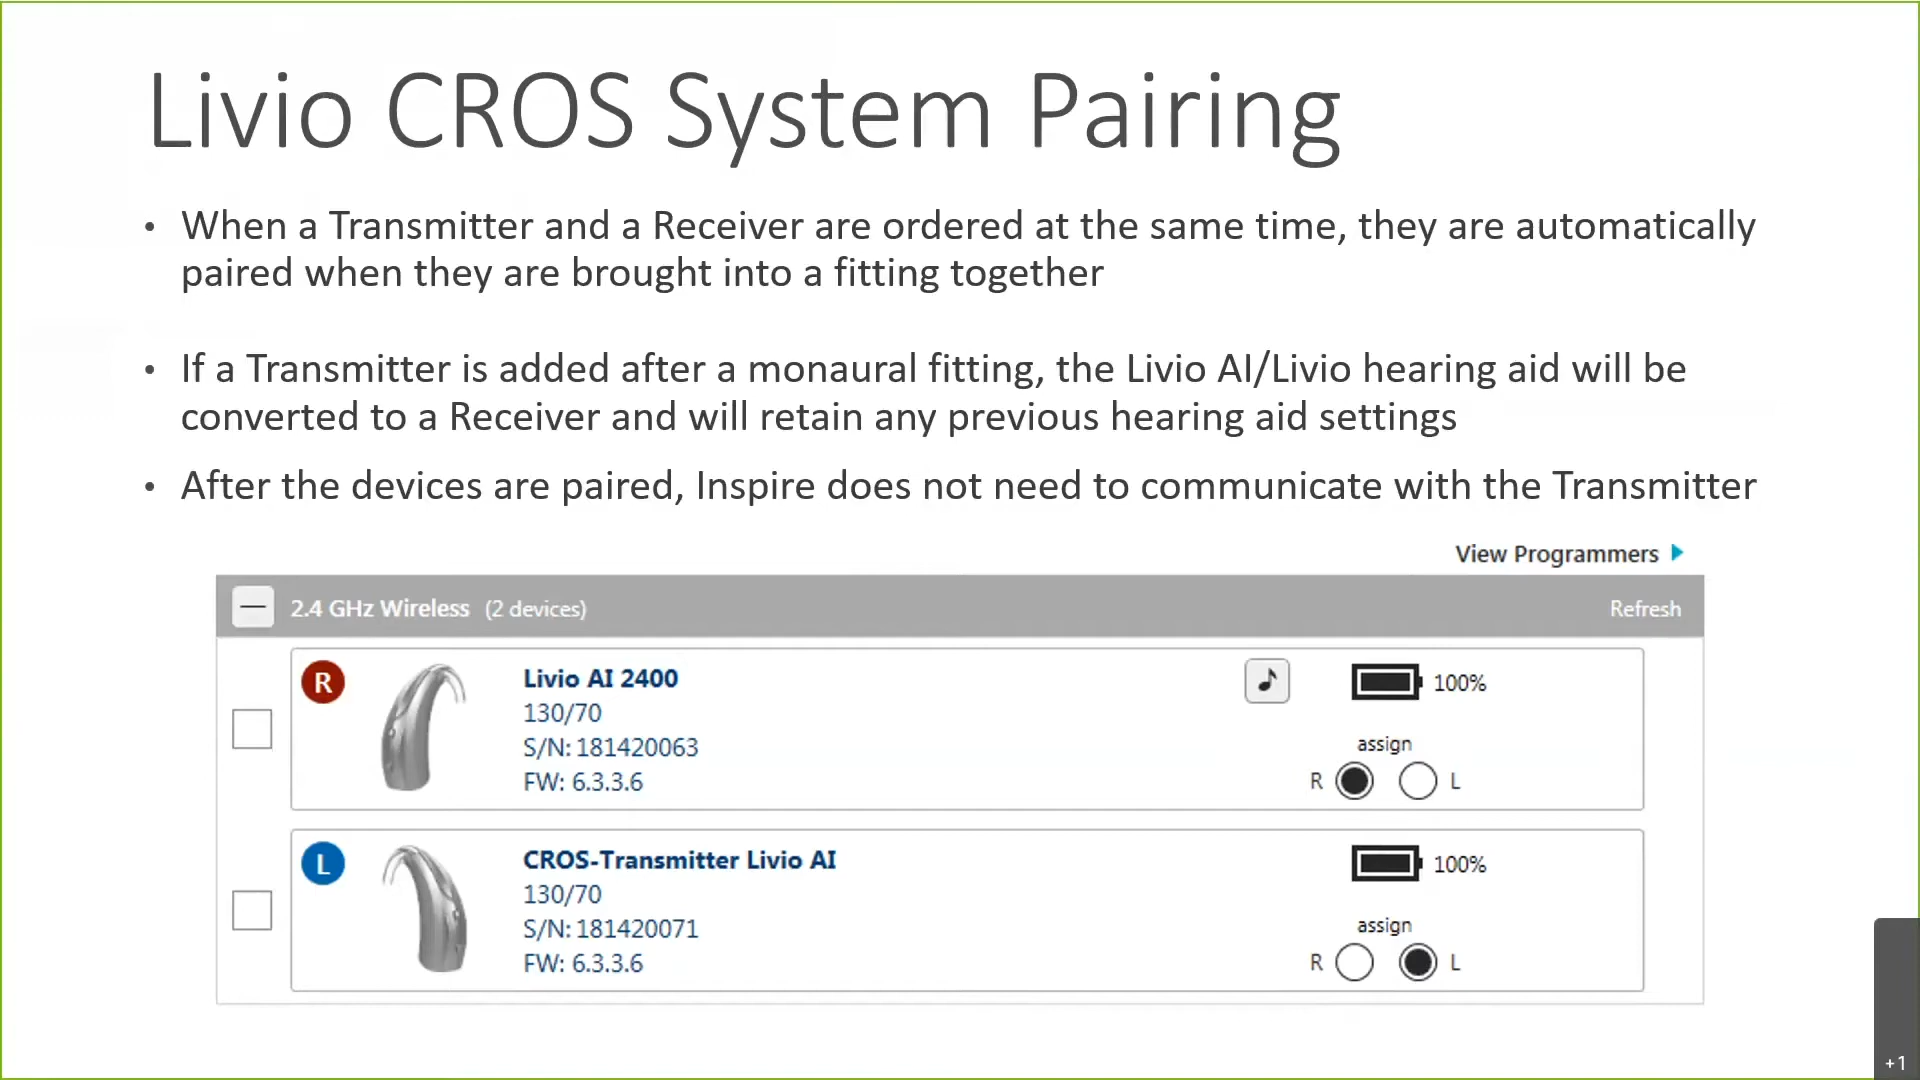 Livio CROS System Pairing
• When a Transmitter and a Receiver are ordered at the same time, they are automatically
paired when they are brought into a fitting together
• If a Transmitter is added after a monaural fitting, the Livio AI/Livio hearing aid will be
converted to a Receiver and will retain any previous hearing aid settings
• After the devices are paired, Inspire does not need to communicate with the Transmitter
View Programmers
2.4 GHz Wireless (2 devices) Refresh
R Livio AI 2400 100%
130/70
S/N: 181420063 assign
FW: 6.3.3.6 R L
L CROS-Transmitter Livio AI 100%
130/70
S/N: 181420071 assign
FW: 6.3.3.6 R L
+1